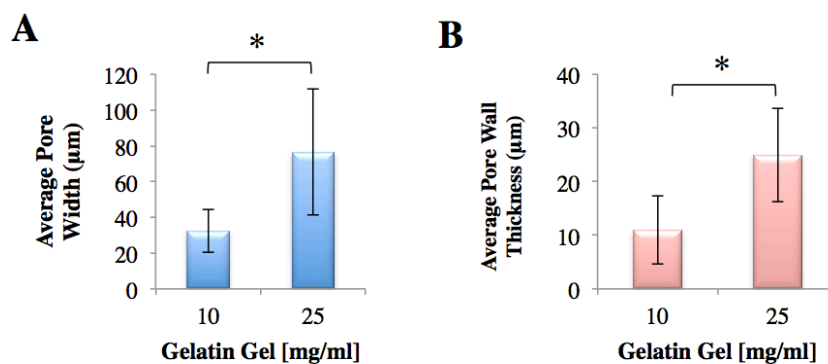 A
*
120
100
80
60
40
20
0
Average Pore
Width (µm)
10 25
Gelatin Gel [mg/ml]
B
*
40
30
20
10
0
Average Pore Wall
Thickness (µm)
10 25
Gelatin Gel [mg/ml]